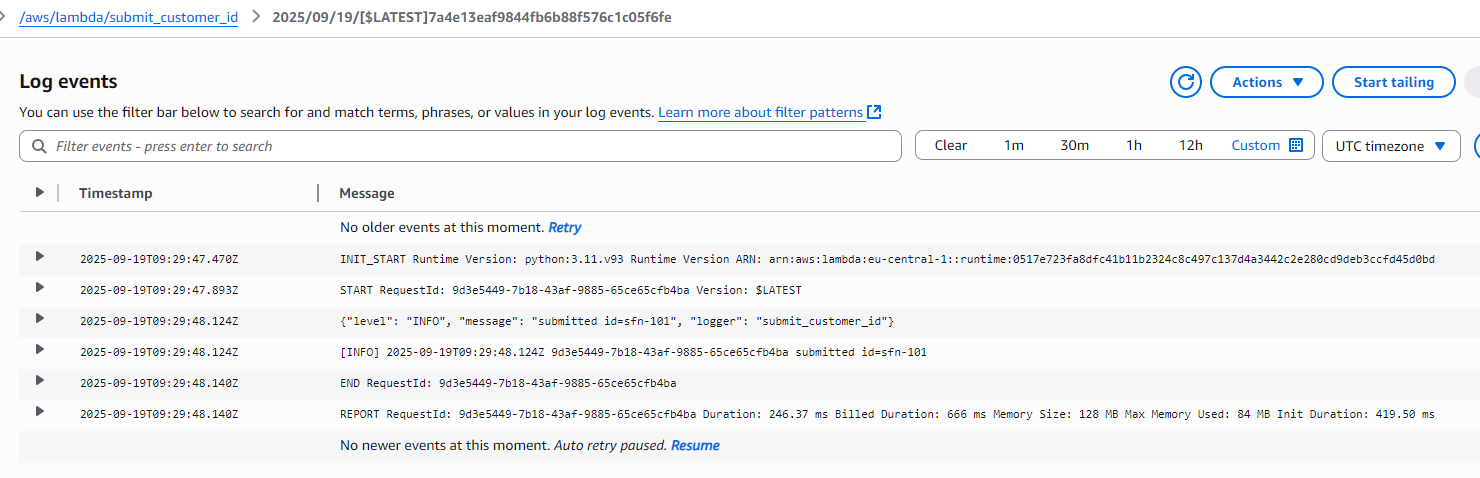 /aws/lambda/submit_customer_id > 2025/09/19/[$LATEST]7a4e13eaf9844fb6b88f576c1c05f6fe
Log events
Actions Start tailing
You can use the filter bar below to search for and match terms, phrases, or values in your log events. Learn more about filter patterns
Filter events - press enter to search Clear 1m 30m 1h 12h Custom UTC timezone
Timestamp Message
No older events at this moment. Retry
2025-09-19T09:29:47.470Z INIT_START Runtime Version: python:3.11.v93 Runtime Version ARN: arn:aws:lambda:eu-central-1::runtime:0517e723fa8dfc41b11b2324c8c497c137d4a3442c2e280cd9deb3ccfd45d0bd
2025-09-19T09:29:47.893Z START RequestId: 9d3e5449-7b18-43af-9885-65ce65cfb4ba Version: $LATEST
2025-09-19T09:29:48.124Z {"level": "INFO", "message": "submitted id=sfn-101", "logger": "submit_customer_id"}
2025-09-19T09:29:48.124Z [INFO] 2025-09-19T09:29:48.124Z 9d3e5449-7b18-43af-9885-65ce65cfb4ba submitted id=sfn-101
2025-09-19T09:29:48.140Z END RequestId: 9d3e5449-7b18-43af-9885-65ce65cfb4ba
2025-09-19T09:29:48.140Z REPORT RequestId: 9d3e5449-7b18-43af-9885-65ce65cfb4ba Duration: 246.37 ms Billed Duration: 666 ms Memory Size: 128 MB Max Memory Used: 84 MB Init Duration: 419.50 ms
No newer events at this moment. Auto retry paused. Resume